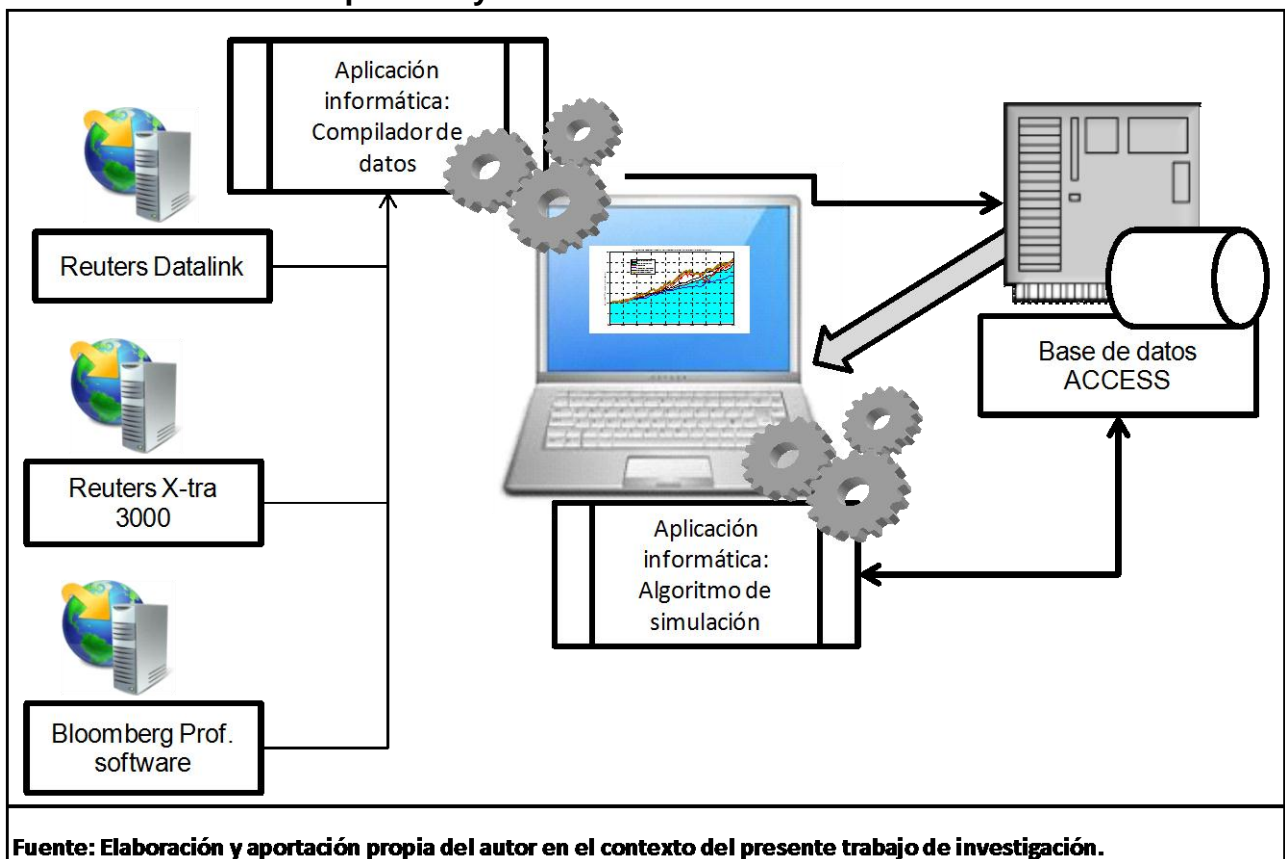 Aplicación
informática:
Compilador de
datos
Reuters Datalink
Reuters X-tra
3000
Bloomberg Prof.
software
Base de datos
ACCESS
Aplicación
informática:
Algoritmo de
simulación
Fuente: Elaboración y aportación propia del autor en el contexto del presente trabajo de investigación.